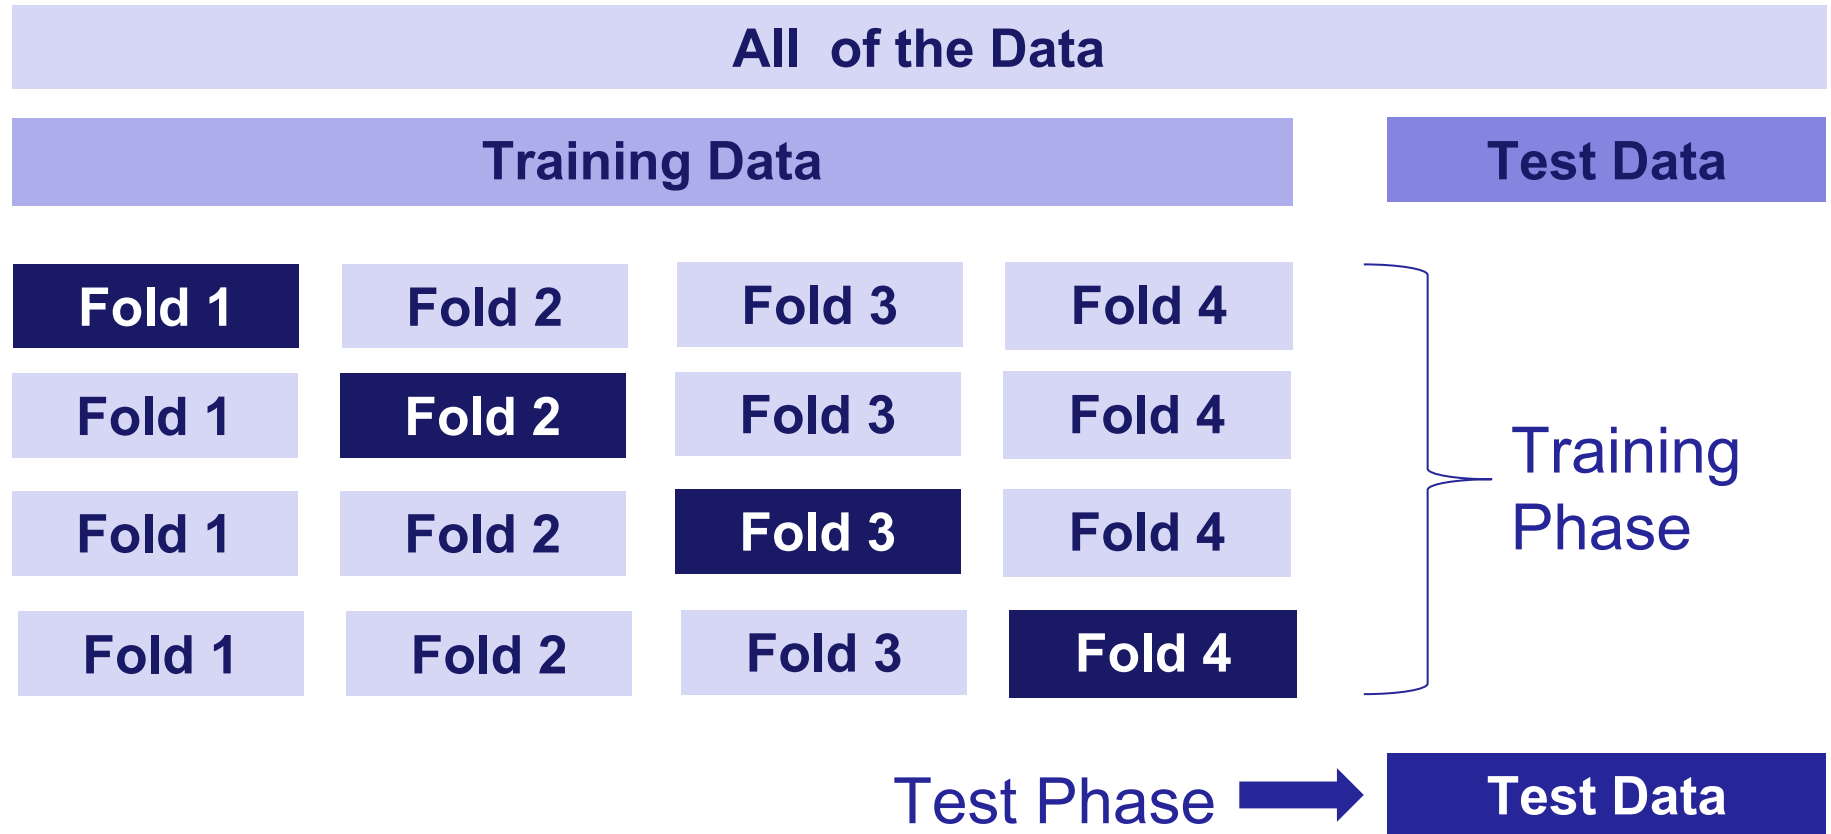 All  of the Data
Training Data
Test Data
Fold 1
Fold 2
Fold 3
Fold 4
Fold 1
Fold 2
Fold 3
Fold 4
Fold 1
Fold 2
Fold 3
Fold 4
Fold 1
Fold 2
Fold 3
Fold 4
Training
Phase
Test Phase
Test Data